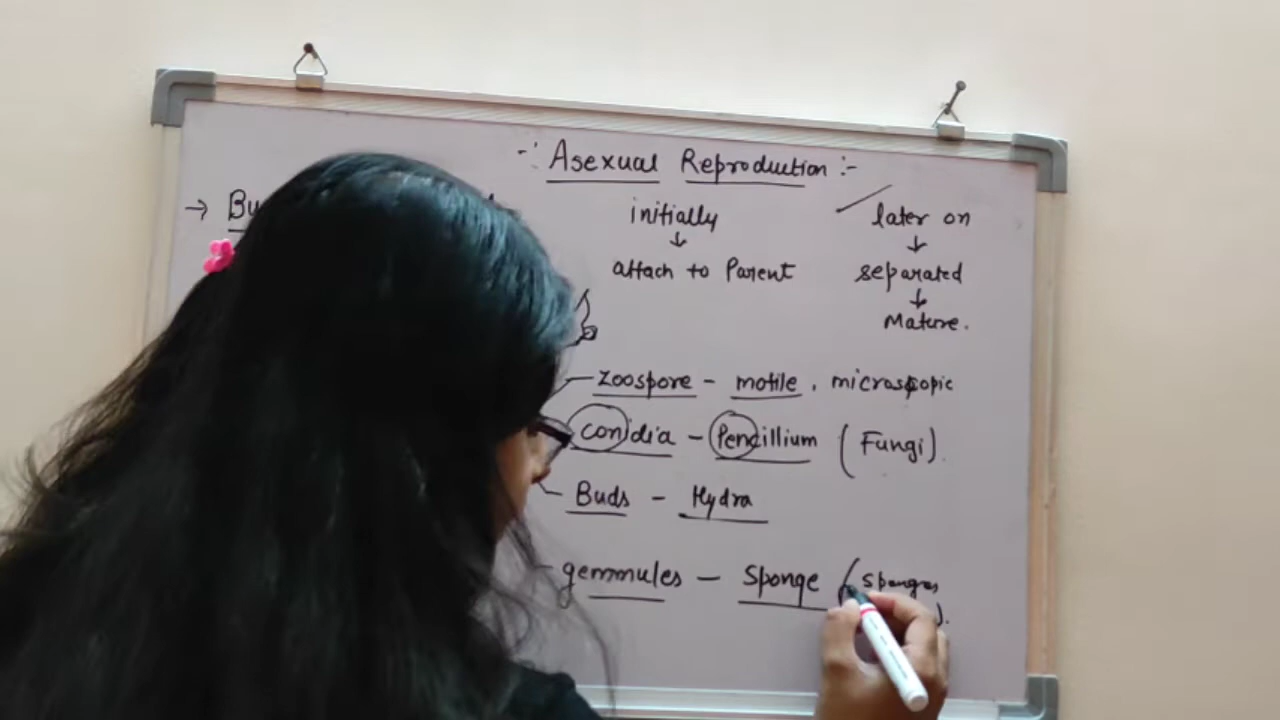 -: Asexual Reproduction :-
→ Bu
initially
↓
attach to Parent
later on
↓
separated
↓
Mature.
Zoospore - motile, microscopic
Conidia - Pencillium (Fungi).
Buds - Hydra
gemmules - Sponge (